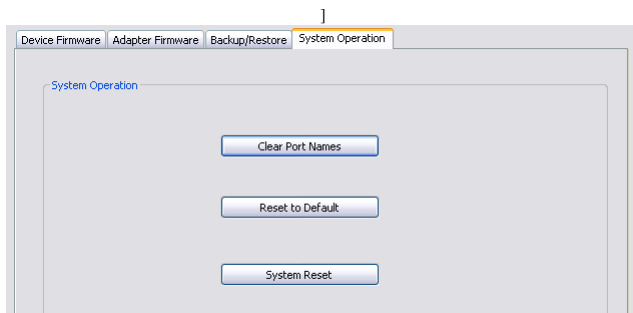 ]
Device Firmware Adapter Firmware Backup/Restore System Operation
System Operation
Clear Port Names
Reset to Default
System Reset